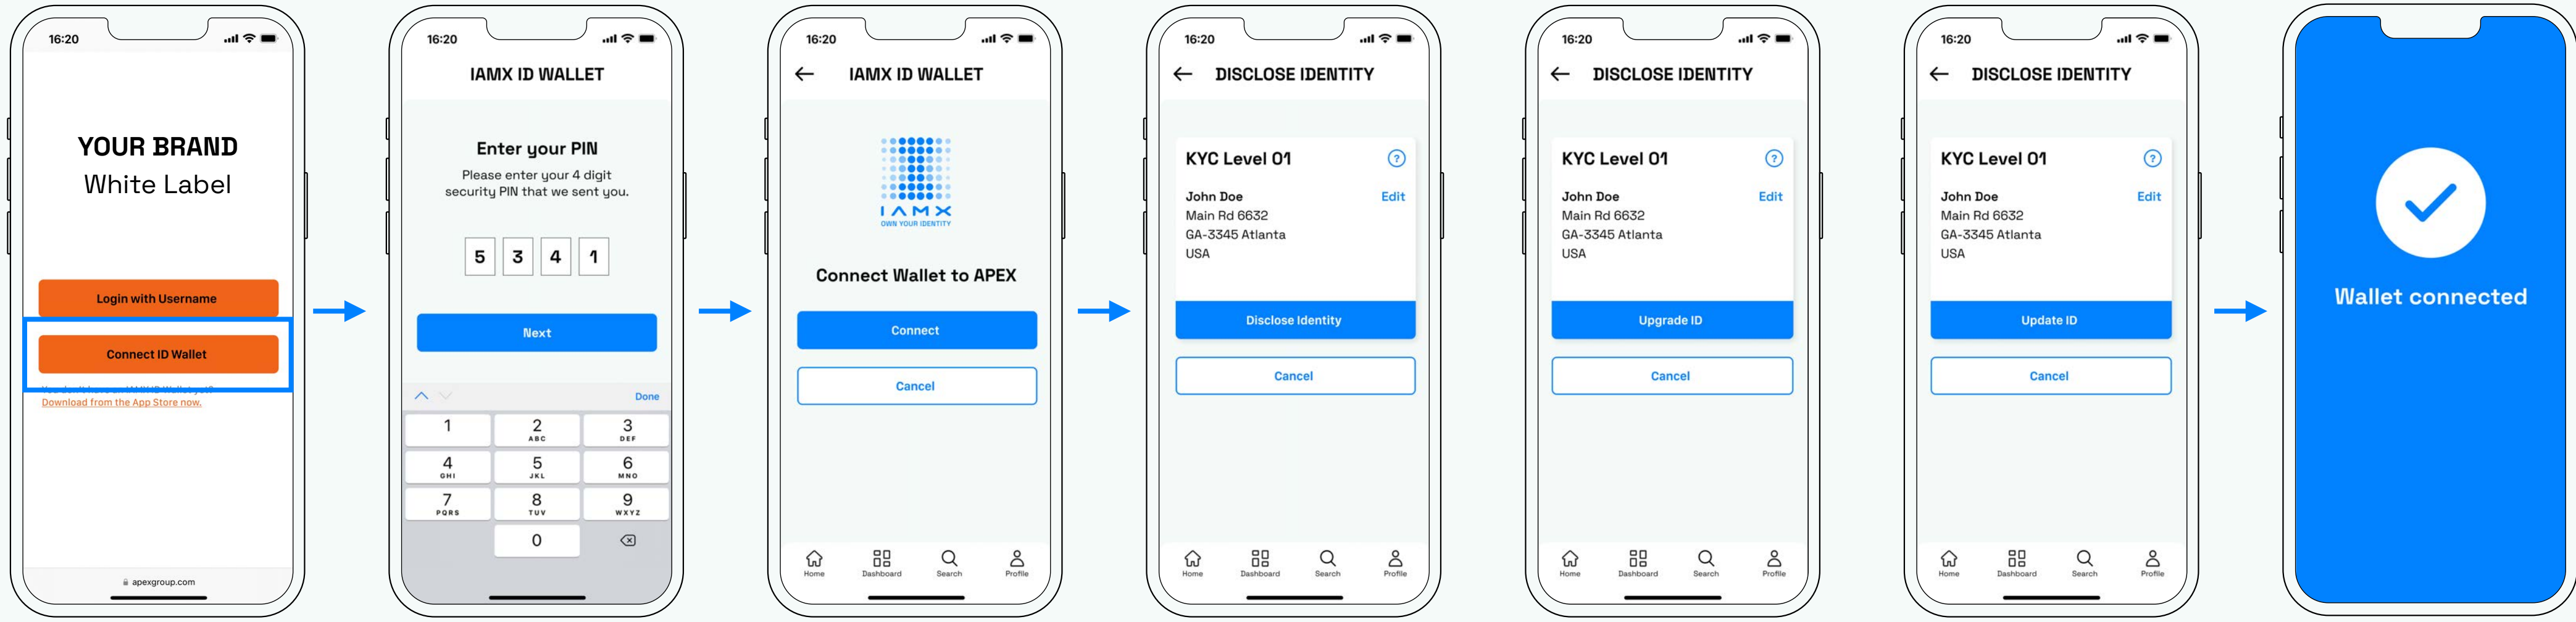 16:20
YOUR BRAND
White Label
Login with Username
Connect ID Wallet
Download from the App Store now.
apexgroup.com
16:20
IAMX ID WALLET
Enter your PIN
Please enter your 4 digit
security PIN that we sent you.
5 3 4 1
Next
Done
1 2 3
ABC DEF
4 5 6
GHI JKL MNO
7 8 9
PQRS TUV WXYZ
0
16:20
IAMX ID WALLET
IAMX
OWN YOUR IDENTITY
Connect Wallet to APEX
Connect
Cancel
Home Dashboard Search Profile
16:20
DISCLOSE IDENTITY
KYC Level 01 ?
John Doe Edit
Main Rd 6632
GA-3345 Atlanta
USA
Disclose Identity
Cancel
Home Dashboard Search Profile
16:20
DISCLOSE IDENTITY
KYC Level 01 ?
John Doe Edit
Main Rd 6632
GA-3345 Atlanta
USA
Upgrade ID
Cancel
Home Dashboard Search Profile
16:20
DISCLOSE IDENTITY
KYC Level 01 ?
John Doe Edit
Main Rd 6632
GA-3345 Atlanta
USA
Update ID
Cancel
Home Dashboard Search Profile
Wallet connected